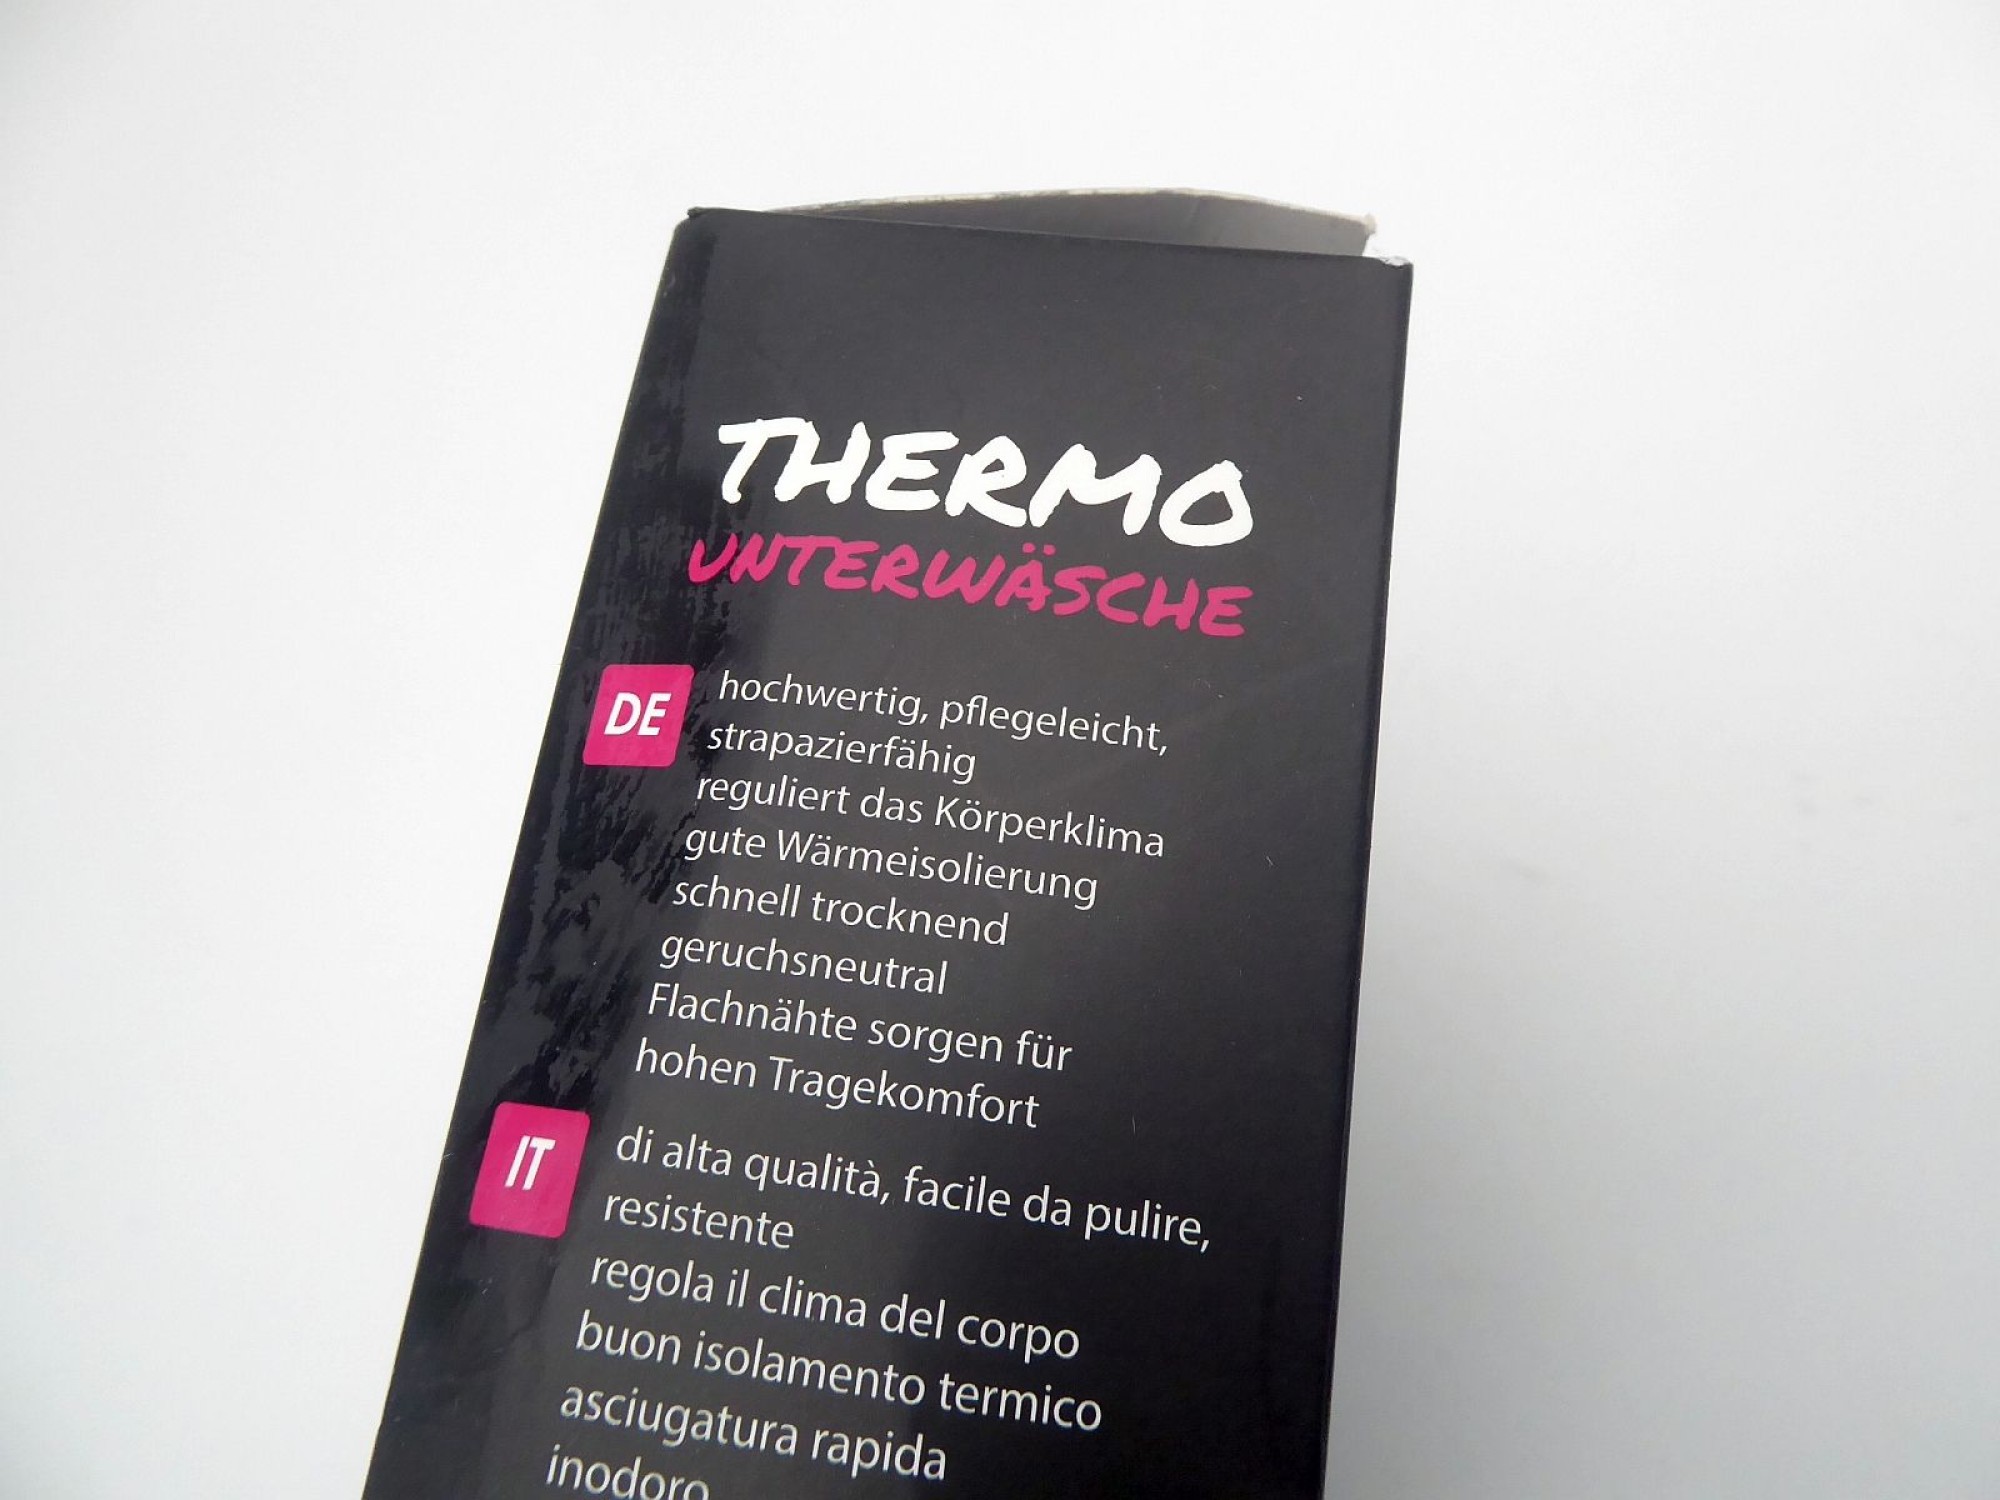 THERMO
UNTERWÄSCHE
DE
hochwertig, pflegeleicht,
strapazierfähig
reguliert das Körperklima
gute Wärmeisolierung
schnell trocknend
geruchsneutral
Flachnähte sorgen für
hohen Tragekomfort
IT
di alta qualità, facile da pulire,
resistente
regola il clima del corpo
buon isolamento termico
asciugatura rapida
inodoro